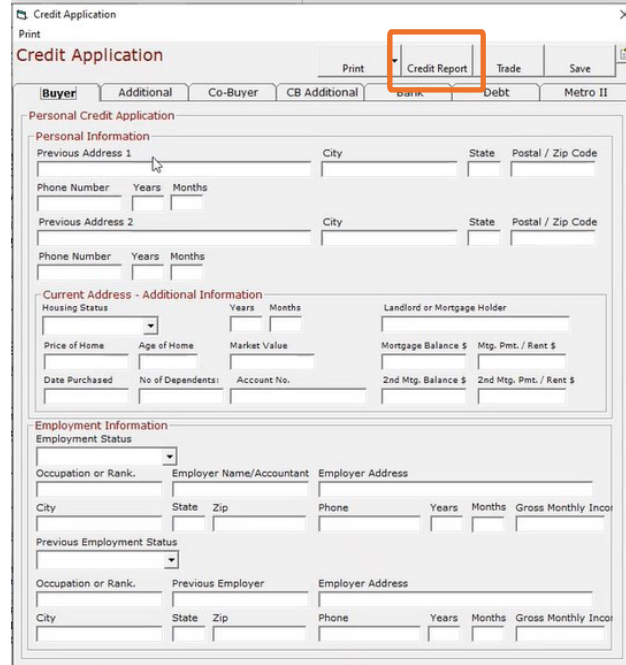 Credit Application
Print
Credit Application
Print Credit Report Trade Save
Buyer Additional Co-Buyer CB Additional Bank Debt Metro II
Personal Credit Application
Personal Information
Previous Address 1 City State Postal / Zip Code
Phone Number Years Months
Previous Address 2 City State Postal / Zip Code
Phone Number Years Months
Current Address - Additional Information
Housing Status Years Months Landlord or Mortgage Holder
Price of Home Age of Home Market Value Mortgage Balance $ Mtg. Pmt. / Rent $
Date Purchased No of Dependents: Account No. 2nd Mtg. Balance $ 2nd Mtg. Pmt. / Rent $
Employment Information
Employment Status
Occupation or Rank. Employer Name/Accountant Employer Address
City State Zip Phone Years Months Gross Monthly Incor
Previous Employment Status
Occupation or Rank. Previous Employer Employer Address
City State Zip Phone Years Months Gross Monthly Incor